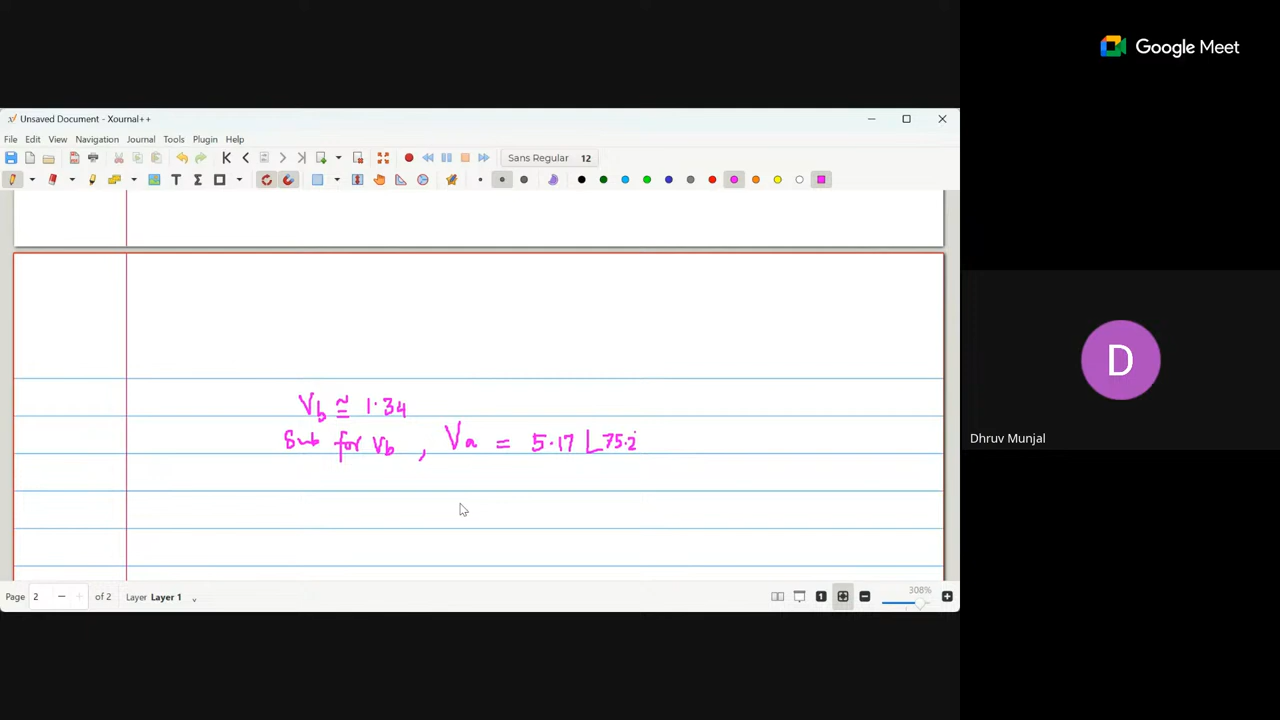 Google Meet
Unsaved Document - Xournal++
File Edit View Navigation Journal Tools Plugin Help
Sans Regular 12
Vb ≅ 1.34
Sub for Vb , Va = 5.17 ∠75.2
Dhruv Munjal
Page 2 of 2 Layer Layer 1
308%